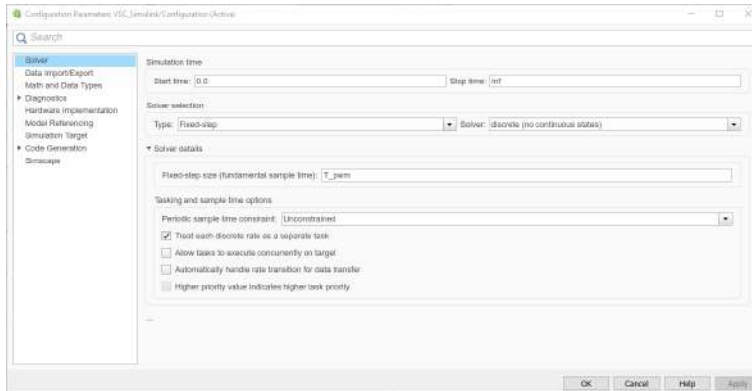 Configuration Parameters: VSC_Simulink/Configuration (Active)
Search
Solver
Data Import/Export
Math and Data Types
Diagnostics
Hardware Implementation
Model Referencing
Simulation Target
Code Generation
Simscape
Simulation time
Start time: 0.0 Stop time: inf
Solver selection
Type: Fixed-step Solver: discrete (no continuous states)
Solver details
Fixed-step size (fundamental sample time): T_pwm
Tasking and sample time options
Periodic sample time constraint: Unconstrained
Treat each discrete rate as a separate task
Allow tasks to execute concurrently on target
Automatically handle rate transition for data transfer
Higher priority value indicates higher task priority
...
OK Cancel Help Apply